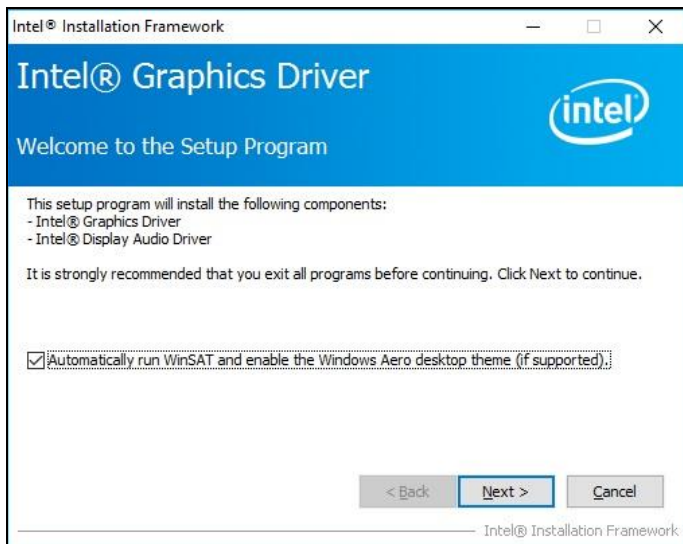 Intel® Installation Framework
Intel® Graphics Driver
intel
Welcome to the Setup Program
This setup program will install the following components:
- Intel® Graphics Driver
- Intel® Display Audio Driver
It is strongly recommended that you exit all programs before continuing. Click Next to continue.
Automatically run WinSAT and enable the Windows Aero desktop theme (if supported).
< Back Next > Cancel
Intel® Installation Framework